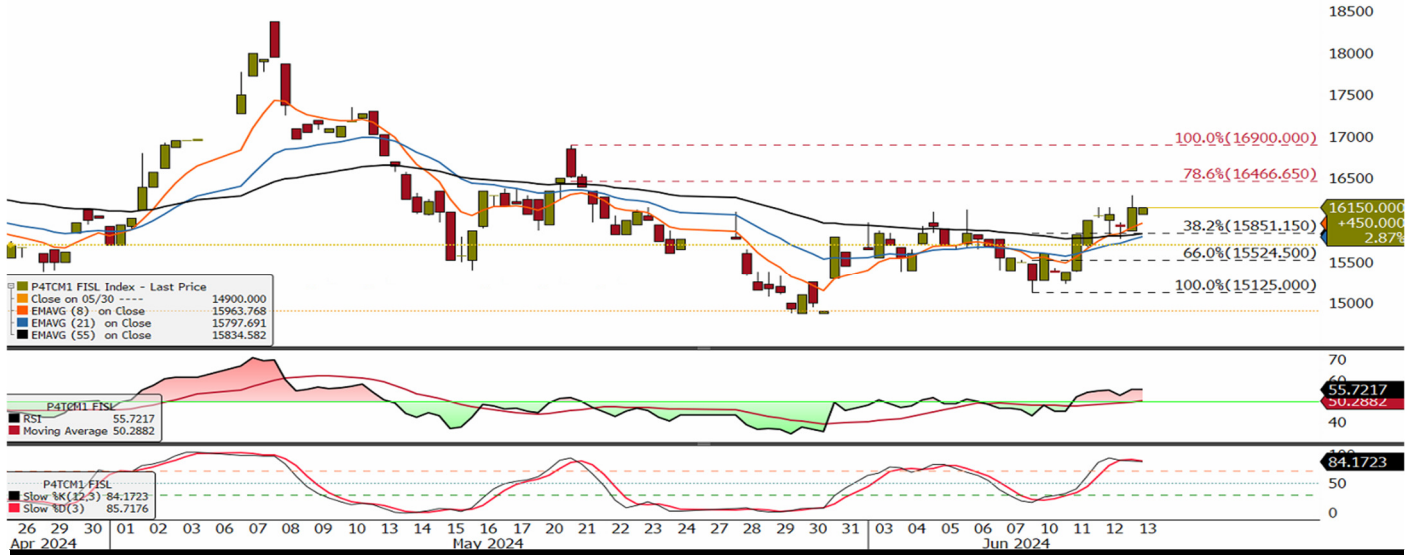 18500
18000
17500
17000
16500
15500
15000
100.0%(16900.000)
78.6%(16466.650)
16150.000
+450.000
2.87%
38.2%(15851.150)
66.0%(15524.500)
100.0%(15125.000)
P4TCM1 FISL Index - Last Price
Close on 05/30 ---- 14900.000
EMAVG (8) on Close 15963.768
EMAVG (21) on Close 15797.691
EMAVG (55) on Close 15834.582
70
60
55.7217
50.2882
40
P4TCM1 FISL
RSI 55.7217
Moving Average 50.2882
100
84.1723
50
0
P4TCM1 FISL
Slow %K(12,3) 84.1723
Slow %D(3) 85.7176
26 29 30 01 02 03 06 07 08 09 10 13 14 15 16 17 20 21 22 23 24 27 28 29 30 31 03 04 05 06 07 10 11 12 13
Apr 2024 May 2024 Jun 2024